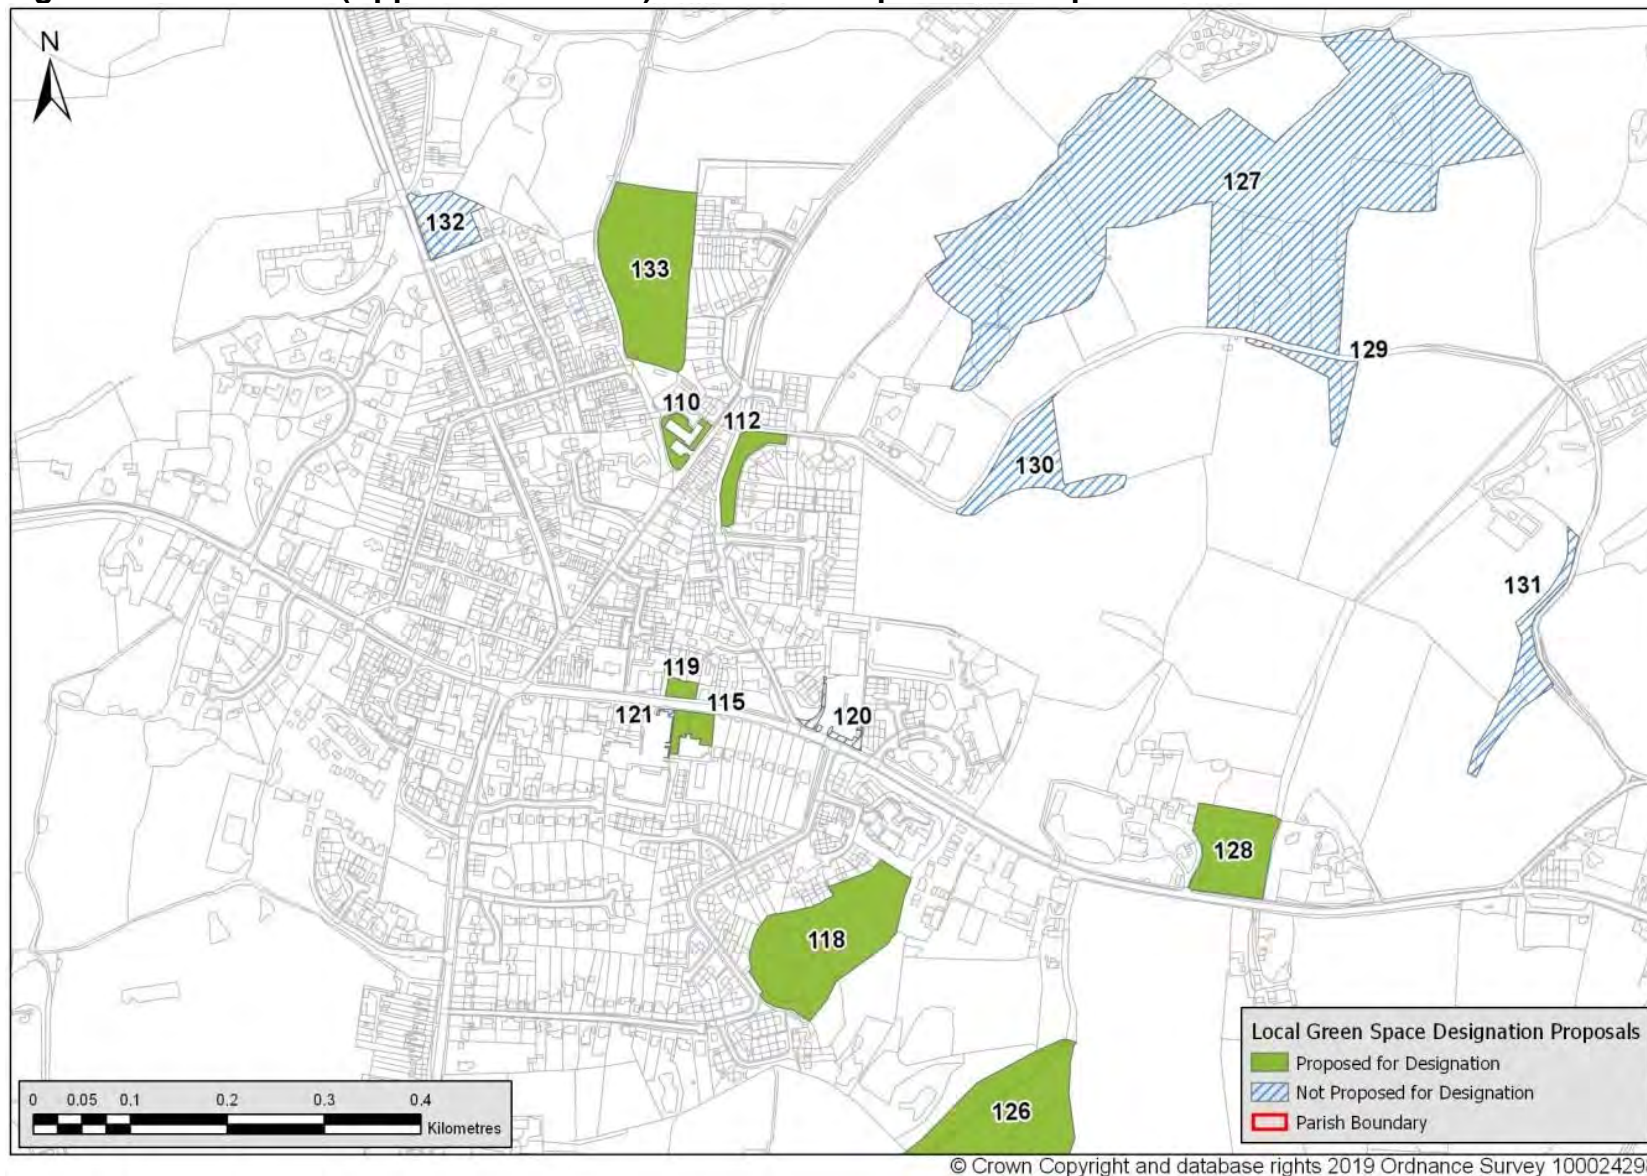 N
127
132
133
129
110
112
130
131
119
115
121
120
128
118
126
Local Green Space Designation Proposals
Proposed for Designation
Not Proposed for Designation
Parish Boundary
0 0.05 0.1 0.2 0.3 0.4
Kilometres
© Crown Copyright and database rights 2019 Ordnance Survey 10002429